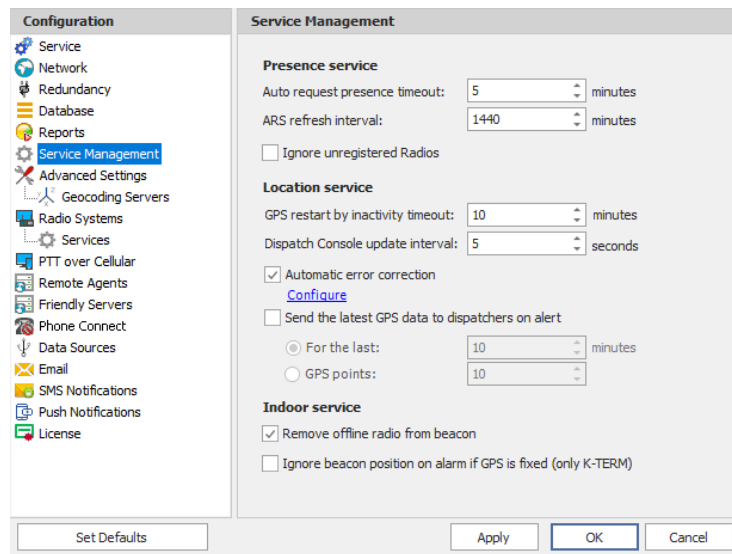 Configuration
Service
Network
Redundancy
Database
Reports
Service Management
Advanced Settings
Geocoding Servers
Radio Systems
Services
PTT over Cellular
Remote Agents
Friendly Servers
Phone Connect
Data Sources
Email
SMS Notifications
Push Notifications
License
Service Management
Presence service
Auto request presence timeout: 5 minutes
ARS refresh interval: 1440 minutes
Ignore unregistered Radios
Location service
GPS restart by inactivity timeout: 10 minutes
Dispatch Console update interval: 5 seconds
Automatic error correction
Configure
Send the latest GPS data to dispatchers on alert
For the last: 10 minutes
GPS points: 10
Indoor service
Remove offline radio from beacon
Ignore beacon position on alarm if GPS is fixed (only K-TERM)
Set Defaults
Apply
OK
Cancel